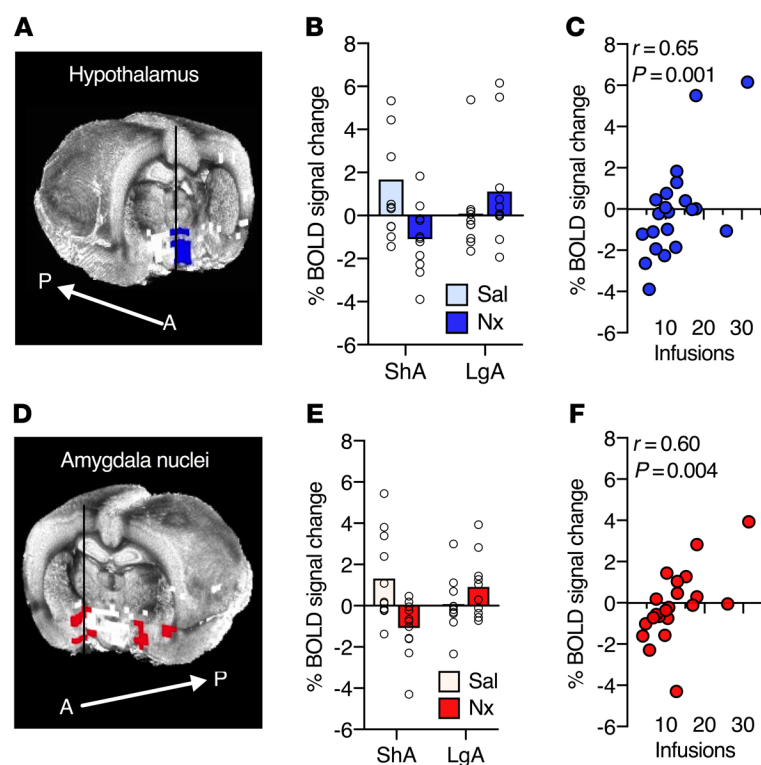 A
Hypothalamus
P
A
B
% BOLD signal change
8
6
4
2
0
-2
-4
-6
Sal
Nx
ShA
LgA
C
% BOLD signal change
8
6
4
2
0
-2
-4
-6
r = 0.65
P = 0.001
10
20
30
Infusions
D
Amygdala nuclei
A
P
E
% BOLD signal change
8
6
4
2
0
-2
-4
-6
Sal
Nx
ShA
LgA
F
% BOLD signal change
8
6
4
2
0
-2
-4
-6
r = 0.60
P = 0.004
10
20
30
Infusions